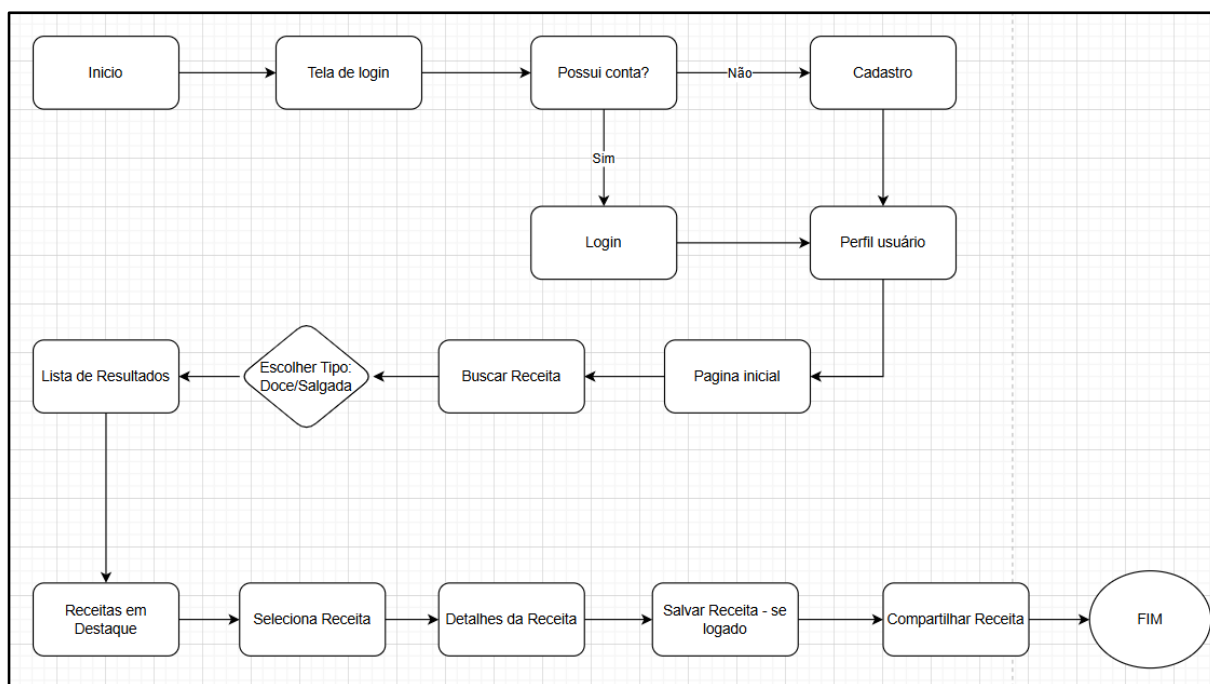 Inicio
Tela de login
Possui conta?
Não
Cadastro
Sim
Login
Perfil usuário
Lista de Resultados
Escolher Tipo:
Doce/Salgada
Buscar Receita
Pagina inicial
Receitas em
Destaque
Seleciona Receita
Detalhes da Receita
Salvar Receita - se
logado
Compartilhar Receita
FIM